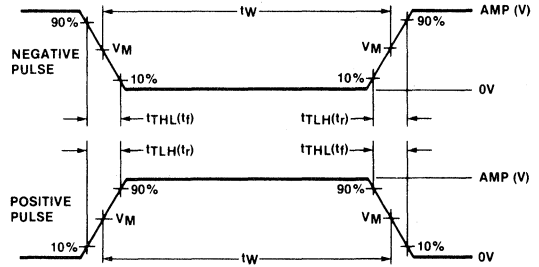 90% tW 90% AMP (V)
NEGATIVE PULSE VM VM
10% 10% 0V
tTHL(tf) tTLH(tr)
tTLH(tr) tTHL(tf)
90% 90% AMP (V)
POSITIVE PULSE VM VM
10% tW 10% 0V